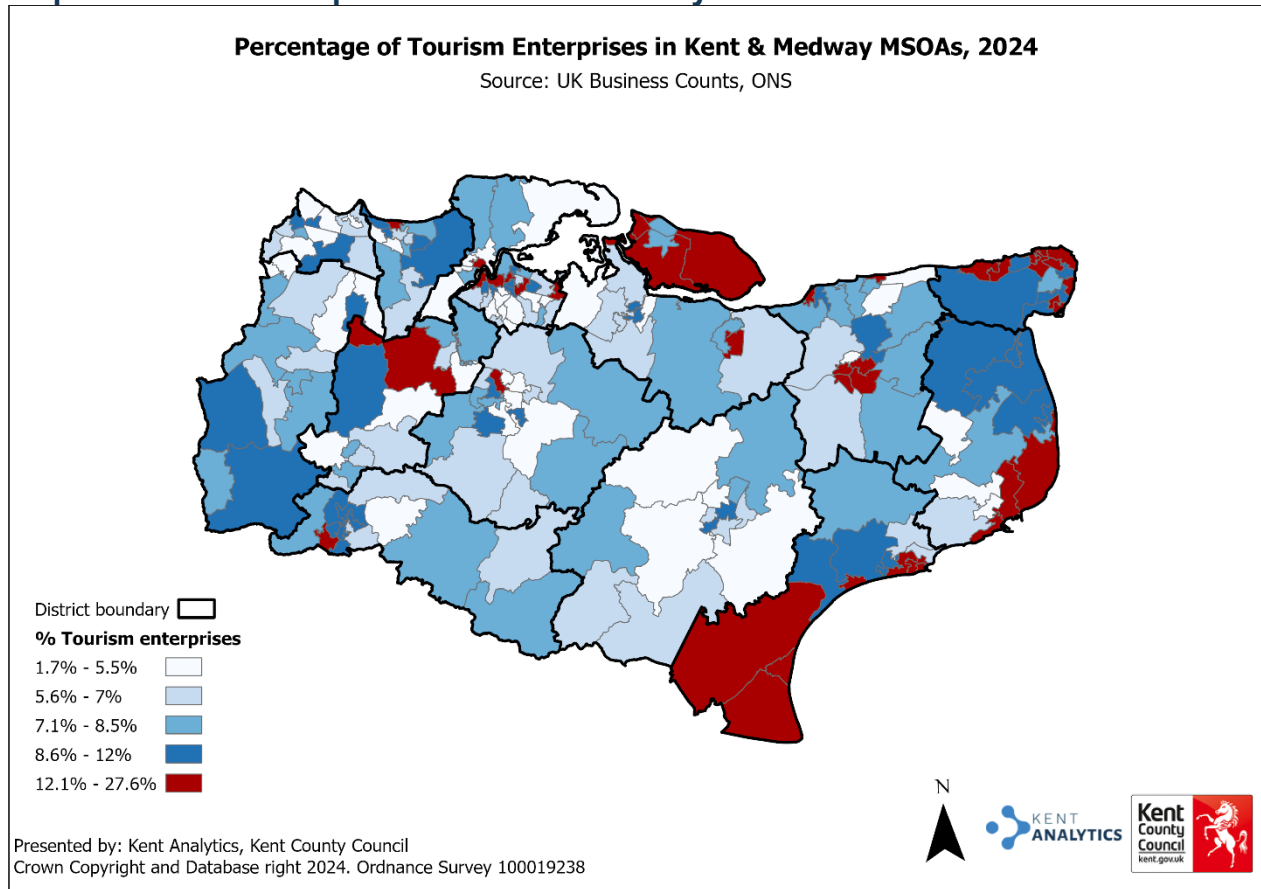 Percentage of Tourism Enterprises in Kent & Medway MSOAs, 2024
Source: UK Business Counts, ONS
District boundary
% Tourism enterprises
1.7% - 5.5%
5.6% - 7%
7.1% - 8.5%
8.6% - 12%
12.1% - 27.6%
N
KENT
ANALYTICS
Kent
County
Council
kent.gov.uk
Presented by: Kent Analytics, Kent County Council
Crown Copyright and Database right 2024. Ordnance Survey 100019238